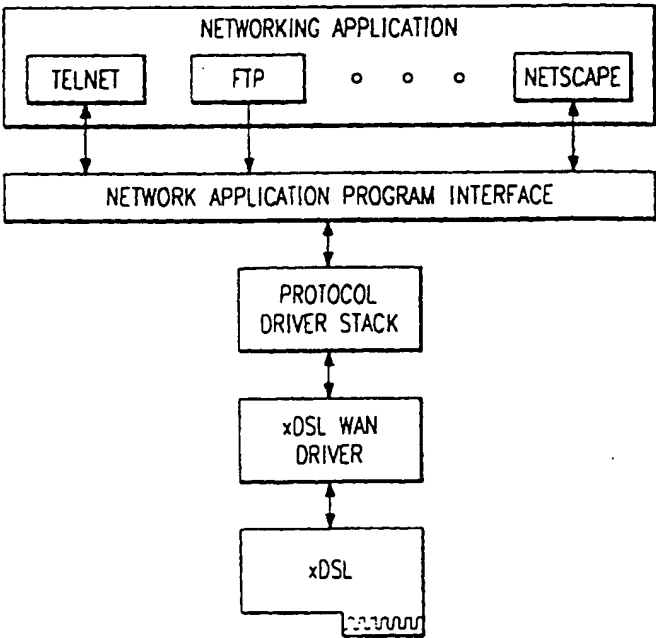 NETWORKING APPLICATION
TELNET
FTP
NETSCAPE
NETWORK APPLICATION PROGRAM INTERFACE
PROTOCOL
DRIVER STACK
xDSL WAN
DRIVER
xDSL